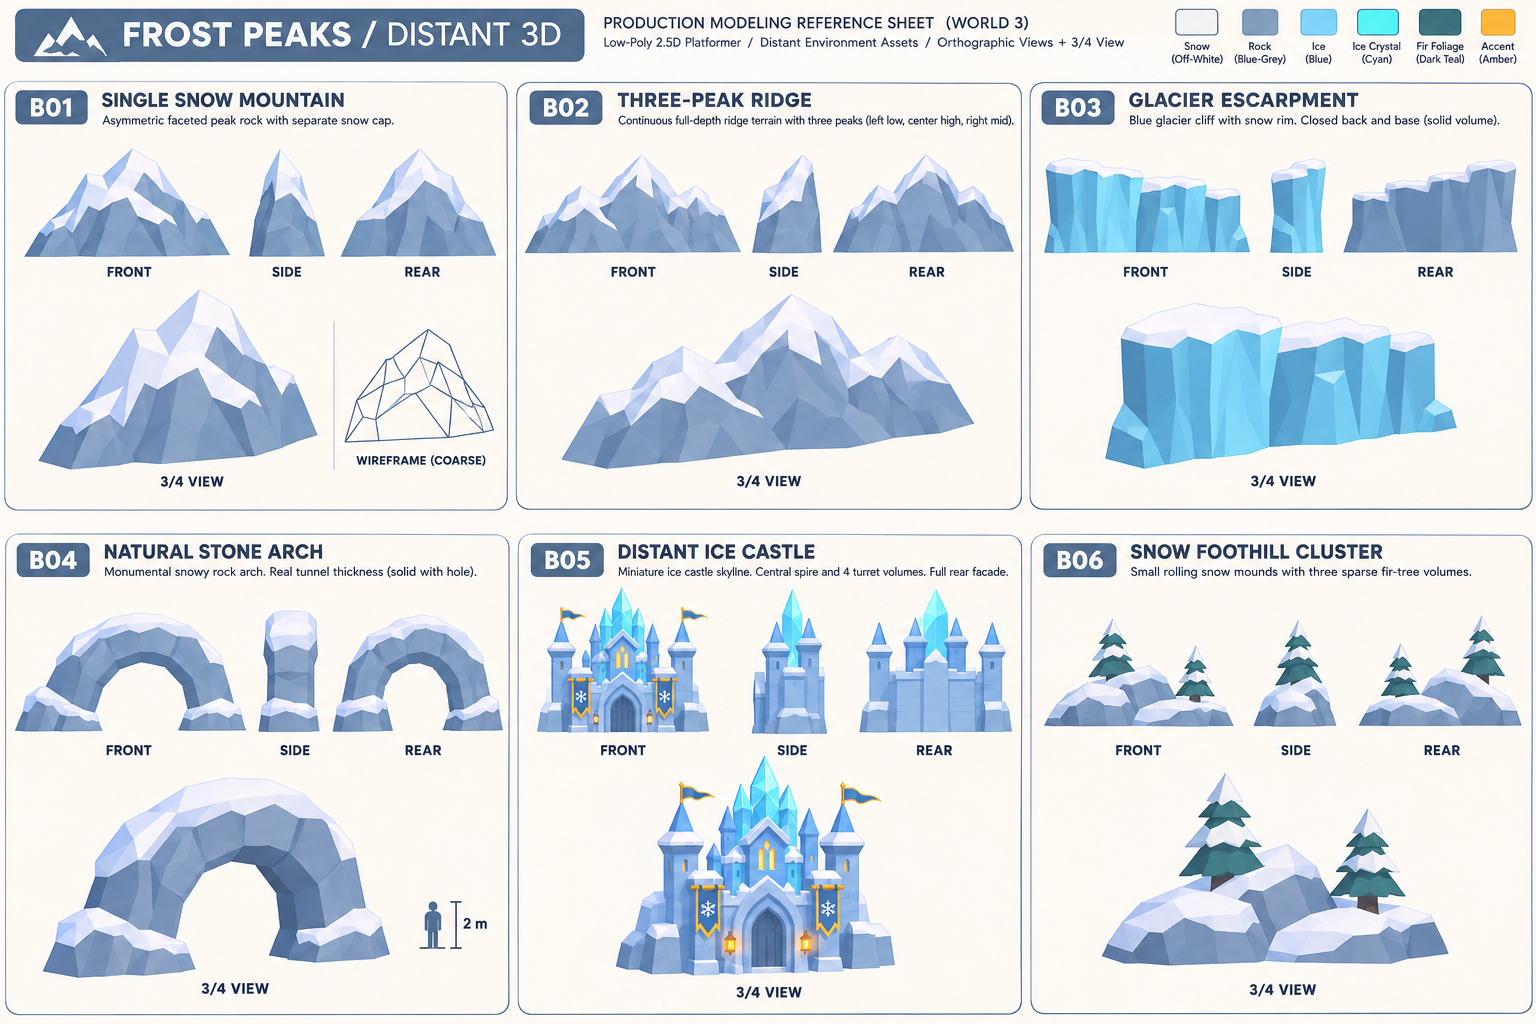 FROST PEAKS / DISTANT 3D
PRODUCTION MODELING REFERENCE SHEET (WORLD 3)
Low-Poly 2.5D Platformer / Distant Environment Assets / Orthographic Views + 3/4 View
Snow
(Off-White)
Rock
(Blue-Grey)
Ice
(Blue)
Ice Crystal
(Cyan)
Fir Foliage
(Dark Teal)
Accent
(Amber)
B01
SINGLE SNOW MOUNTAIN
Asymmetric faceted peak rock with separate snow cap.
FRONT
SIDE
REAR
WIREFRAME (COARSE)
3/4 VIEW
B02
THREE-PEAK RIDGE
Continuous full-depth ridge terrain with three peaks (left low, center high, right mid).
FRONT
SIDE
REAR
3/4 VIEW
B03
GLACIER ESCARPMENT
Blue glacier cliff with snow rim. Closed back and base (solid volume).
FRONT
SIDE
REAR
3/4 VIEW
B04
NATURAL STONE ARCH
Monumental snowy rock arch. Real tunnel thickness (solid with hole).
FRONT
SIDE
REAR
2 m
3/4 VIEW
B05
DISTANT ICE CASTLE
Miniature ice castle skyline. Central spire and 4 turret volumes. Full rear facade.
FRONT
SIDE
REAR
3/4 VIEW
B06
SNOW FOOTHILL CLUSTER
Small rolling snow mounds with three sparse fir-tree volumes.
FRONT
SIDE
REAR
3/4 VIEW